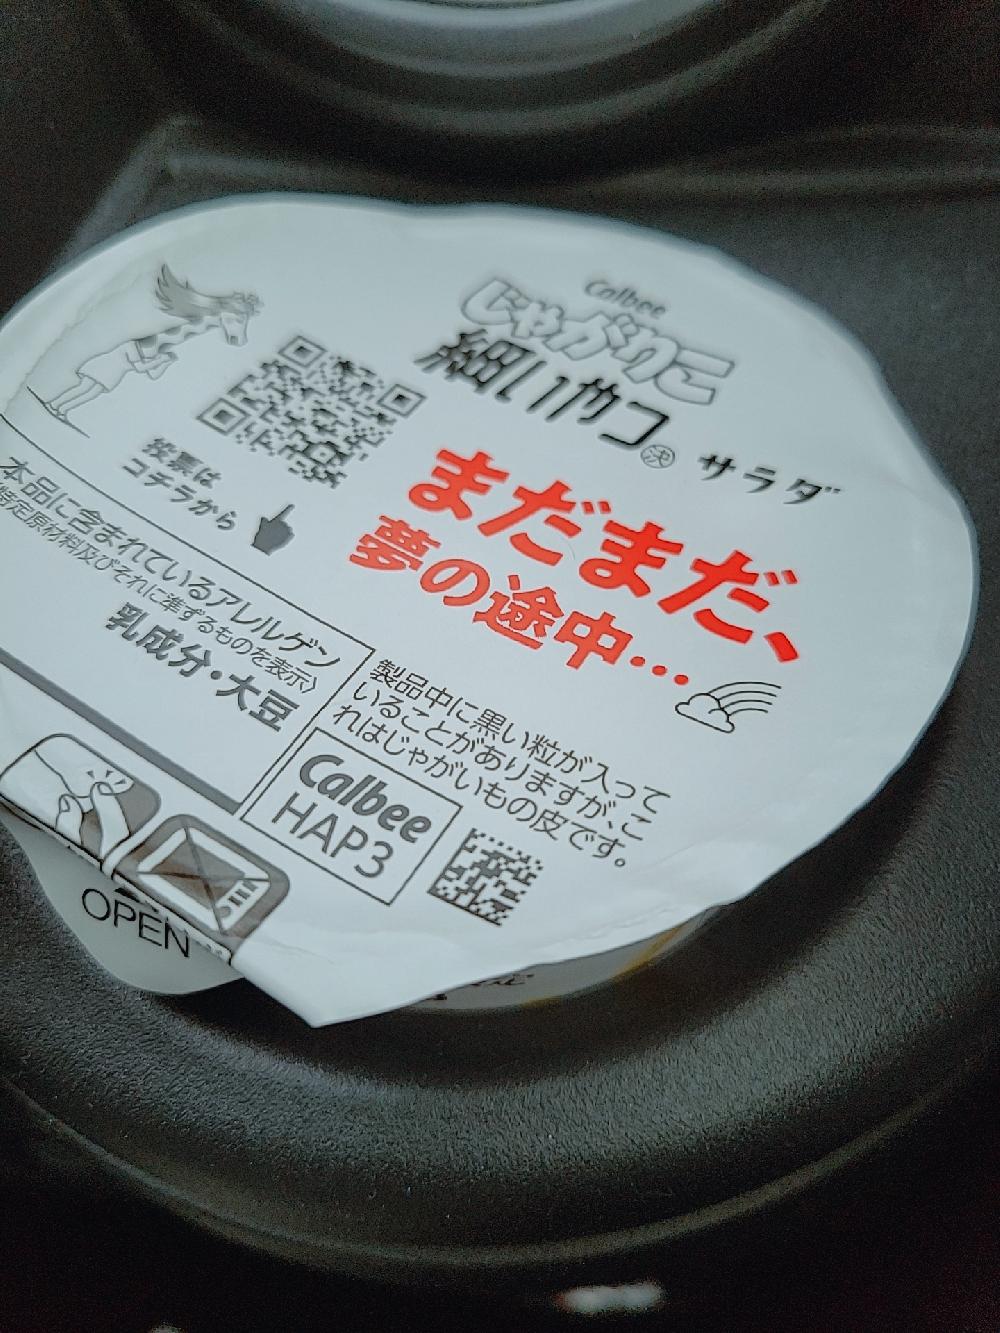 Calbee
じゃがりこ
細いやつ
決
サラダ
まだまだ、
夢の途中…
投票は
コチラから
本品に含まれているアレルゲン
特定原材料及びそれに準ずるものを表示〉
乳成分・大豆
製品中に黒い粒が入って
いることがありますが、こ
れはじゃがいもの皮です。
Calbee
HAP3
OPEN